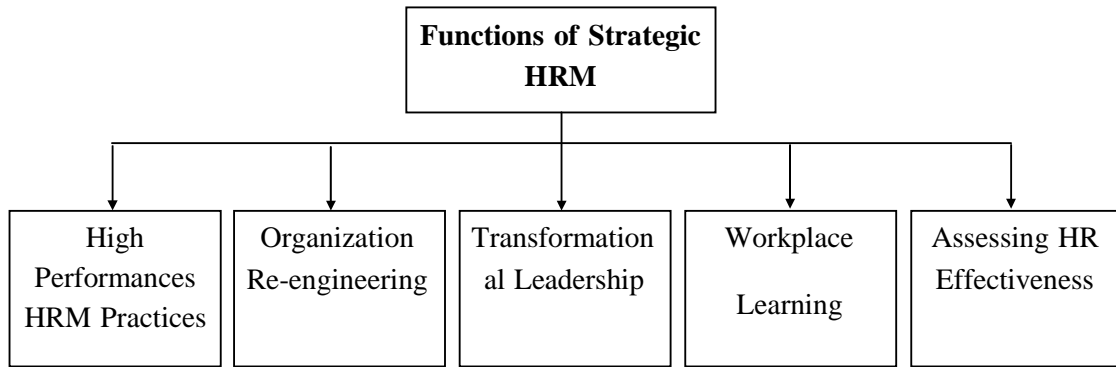 Functions of Strategic
HRM
High
Performances
HRM Practices
Organization
Re-engineering
Transformation
al Leadership
Workplace
Learning
Assessing HR
Effectiveness